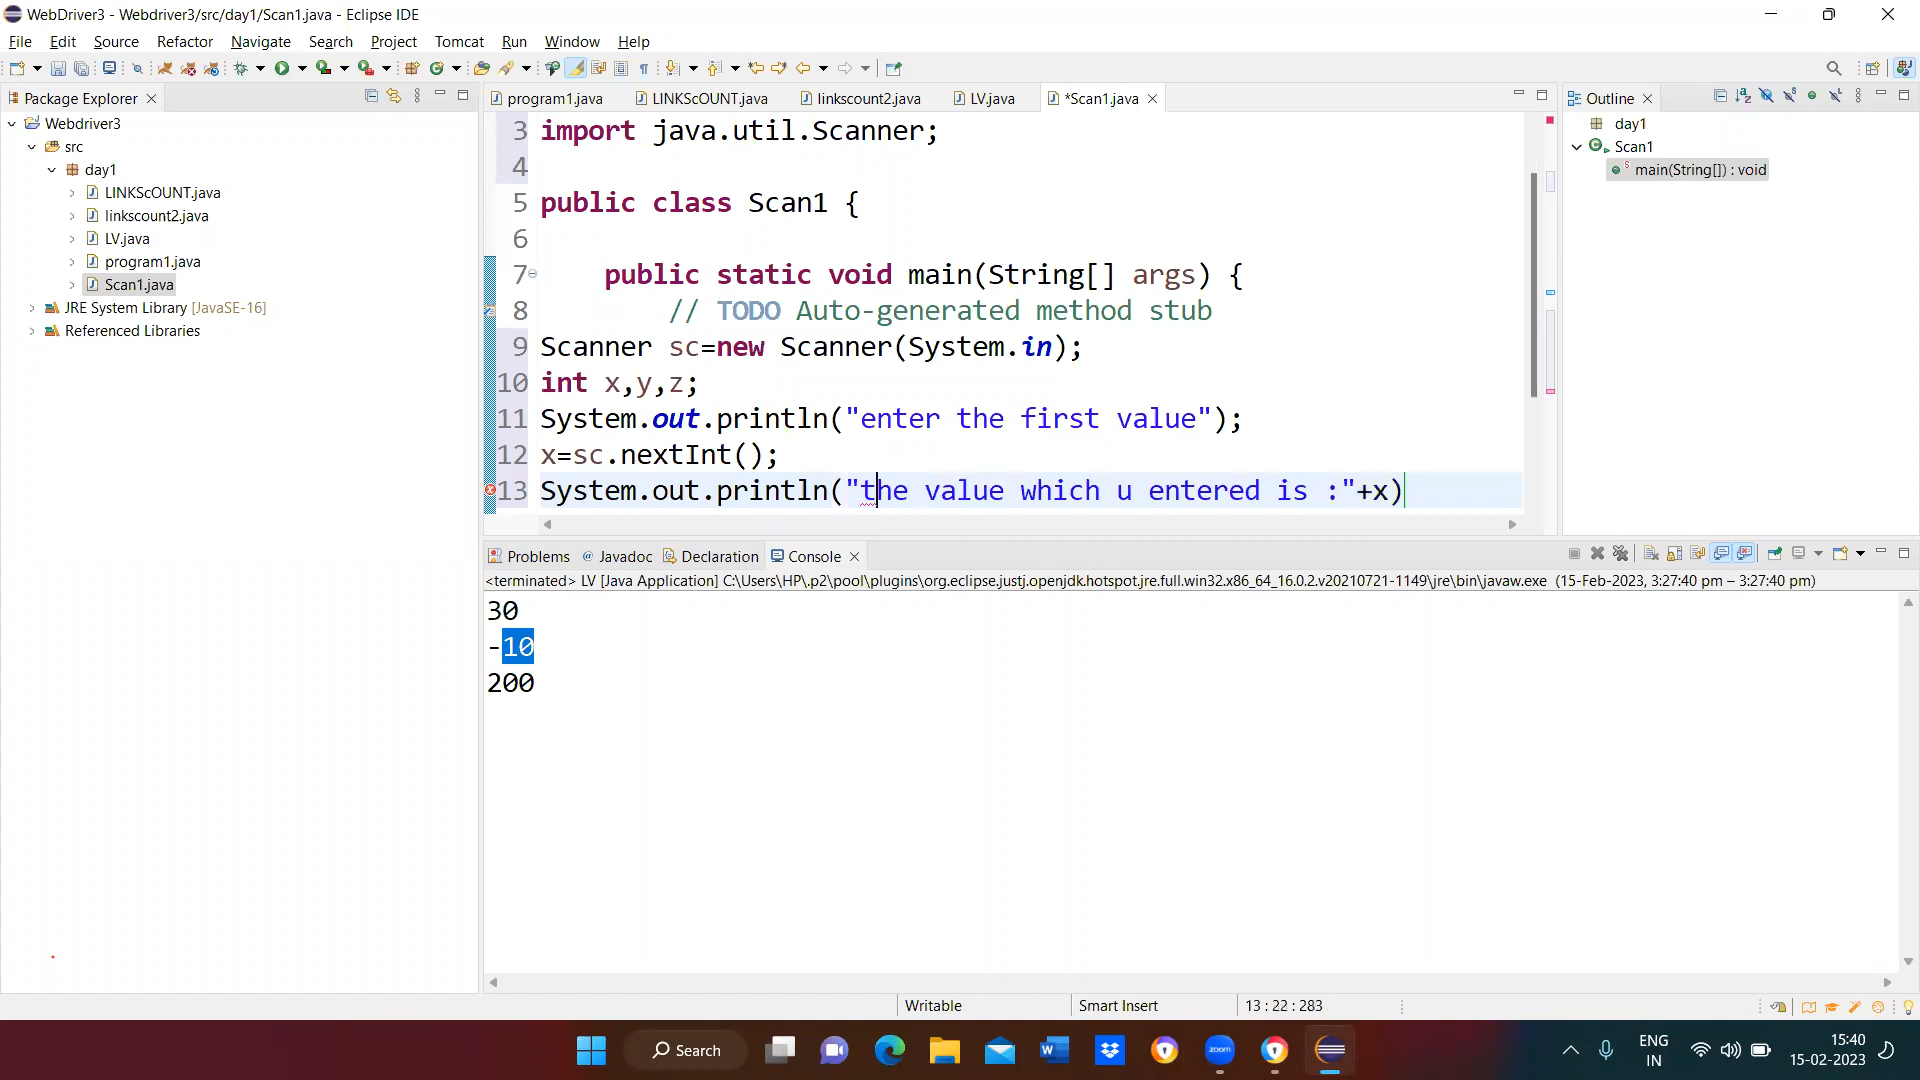 WebDriver3 - Webdriver3/src/day1/Scan1.java - Eclipse IDE
File Edit Source Refactor Navigate Search Project Tomcat Run Window Help
Package Explorer
Webdriver3
src
day1
LINKScOUNT.java
linkscount2.java
LV.java
program1.java
Scan1.java
JRE System Library [JavaSE-16]
Referenced Libraries
program1.java LINKScOUNT.java linkscount2.java LV.java *Scan1.java
3 import java.util.Scanner;
4
5 public class Scan1 {
6
7 public static void main(String[] args) {
8 // TODO Auto-generated method stub
9 Scanner sc=new Scanner(System.in);
10 int x,y,z;
11 System.out.println("enter the first value");
12 x=sc.nextInt();
13 System.out.println("the value which u entered is :"+x)
Outline
day1
Scan1
main(String[]) : void
Problems Javadoc Declaration Console
<terminated> LV [Java Application] C:\Users\HP\.p2\pool\plugins\org.eclipse.justj.openjdk.hotspot.jre.full.win32.x86_64_16.0.2.v20210721-1149\jre\bin\javaw.exe (15-Feb-2023, 3:27:40 pm – 3:27:40 pm)
30
-10
200
Writable Smart Insert 13 : 22 : 283
Search
zoom
ENG
IN
15:40
15-02-2023